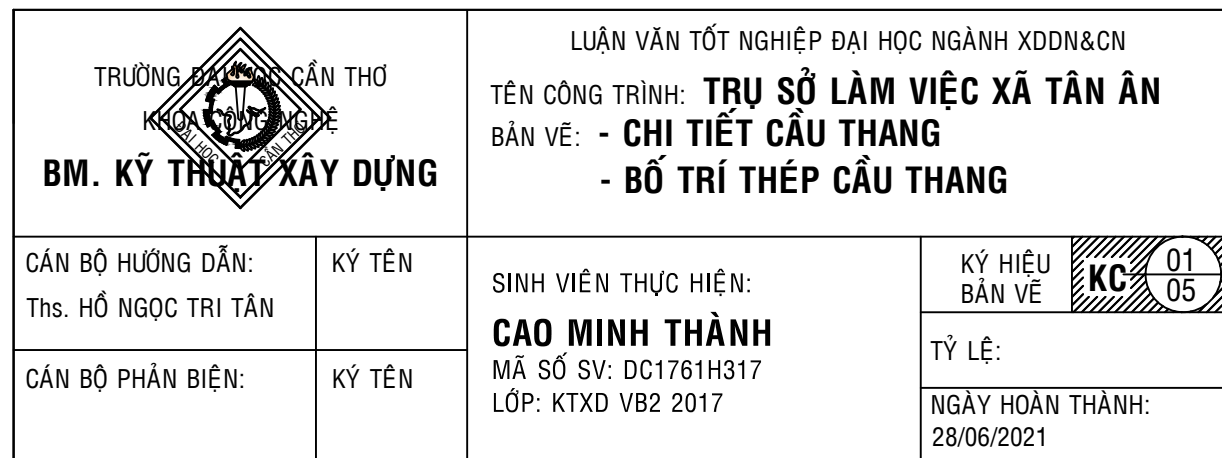 TRƯỜNG ĐẠI HỌC CẦN THƠ
KHOA CÔNG NGHỆ
ĐẠI HỌC
CẦN THƠ
BM. KỸ THUẬT XÂY DỰNG
LUẬN VĂN TỐT NGHIỆP ĐẠI HỌC NGÀNH XDDN&CN
TÊN CÔNG TRÌNH: TRỤ SỞ LÀM VIỆC XÃ TÂN ÂN
BẢN VẼ: - CHI TIẾT CẦU THANG
- BỐ TRÍ THÉP CẦU THANG
CÁN BỘ HƯỚNG DẪN:
Ths. HỒ NGỌC TRI TÂN
KÝ TÊN
CÁN BỘ PHẢN BIỆN:
KÝ TÊN
SINH VIÊN THỰC HIỆN:
CAO MINH THÀNH
MÃ SỐ SV: DC1761H317
LỚP: KTXD VB2 2017
KÝ HIỆU
BẢN VẼ
KC
01
05
TỶ LỆ:
NGÀY HOÀN THÀNH:
28/06/2021